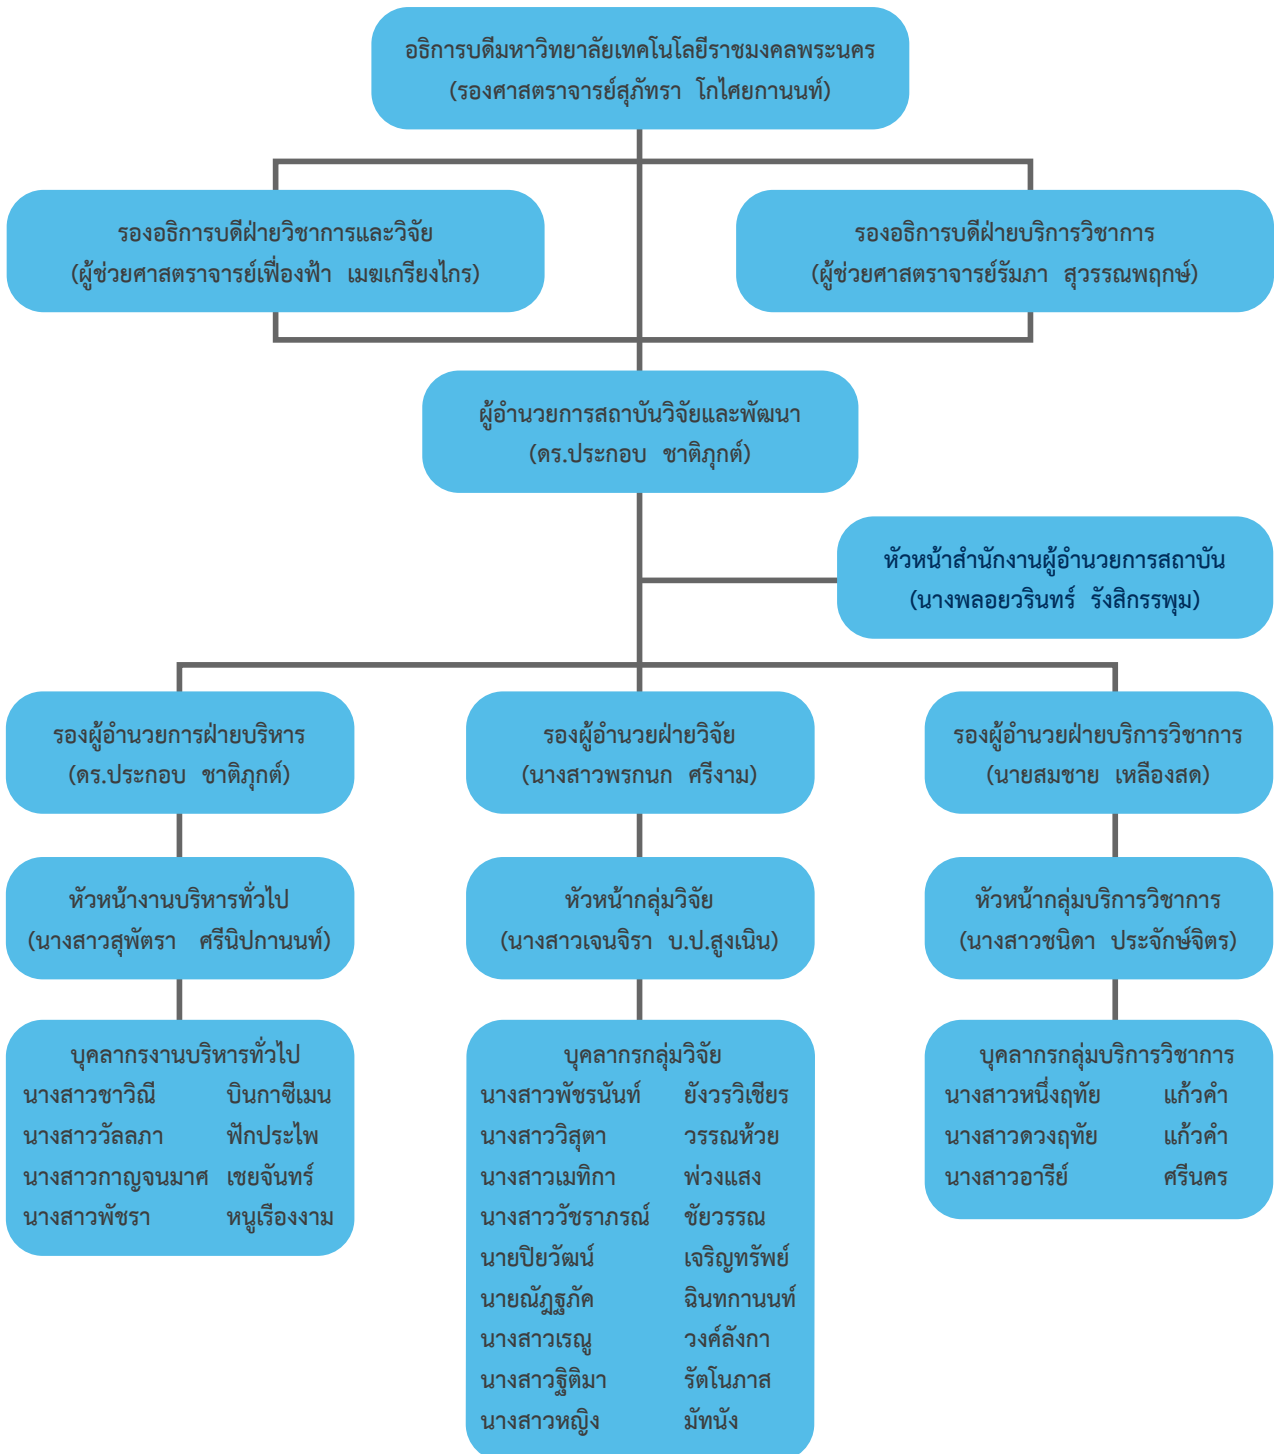 อธิการบดีมหาวิทยาลัยเทคโนโลยีราชมงคลพระนคร
(รองศาสตราจารย์สุภัทรา โกไศยกานนท์)
รองอธิการบดีฝ่ายวิชาการและวิจัย
(ผู้ช่วยศาสตราจารย์เฟื่องฟ้า เมฆเกรียงไกร)
รองอธิการบดีฝ่ายบริการวิชาการ
(ผู้ช่วยศาสตราจารย์รัมภา สุวรรณพฤกษ์)
ผู้อำนวยการสถาบันวิจัยและพัฒนา
(ดร.ประกอบ ชาติภุกต์)
หัวหน้าสำนักงานผู้อำนวยการสถาบัน
(นางพลอยวรินทร์ รังสิกรรพุม)
รองผู้อำนวยการฝ่ายบริหาร
(ดร.ประกอบ ชาติภุกต์)
รองผู้อำนวยฝ่ายวิจัย
(นางสาวพรกนก ศรีงาม)
รองผู้อำนวยฝ่ายบริการวิชาการ
(นายสมชาย เหลืองสด)
หัวหน้างานบริหารทั่วไป
(นางสาวสุพัตรา ศรีนิปกานนท์)
หัวหน้ากลุ่มวิจัย
(นางสาวเจนจิรา บ.ป.สูงเนิน)
หัวหน้ากลุ่มบริการวิชาการ
(นางสาวชนิดา ประจักษ์จิตร)
บุคลากรงานบริหารทั่วไป
นางสาวชาวิณี บินกาซีเมน
นางสาววัลลภา ฟักประไพ
นางสาวกาญจนมาศ เชยจันทร์
นางสาวพัชรา หนูเรืองงาม
บุคลากรกลุ่มวิจัย
นางสาวพัชรนันท์ ยังวรวิเชียร
นางสาววิสุตา วรรณห้วย
นางสาวเมทิกา พ่วงแสง
นางสาววัชราภรณ์ ชัยวรรณ
นายปิยวัฒน์ เจริญทรัพย์
นายณัฏฐภัค ฉินทกานนท์
นางสาวเรณู วงค์ลังกา
นางสาวฐิติมา รัตโนภาส
นางสาวหญิง มัทนัง
บุคลากรกลุ่มบริการวิชาการ
นางสาวหนึ่งฤทัย แก้วคำ
นางสาวดวงฤทัย แก้วคำ
นางสาวอารีย์ ศรีนคร